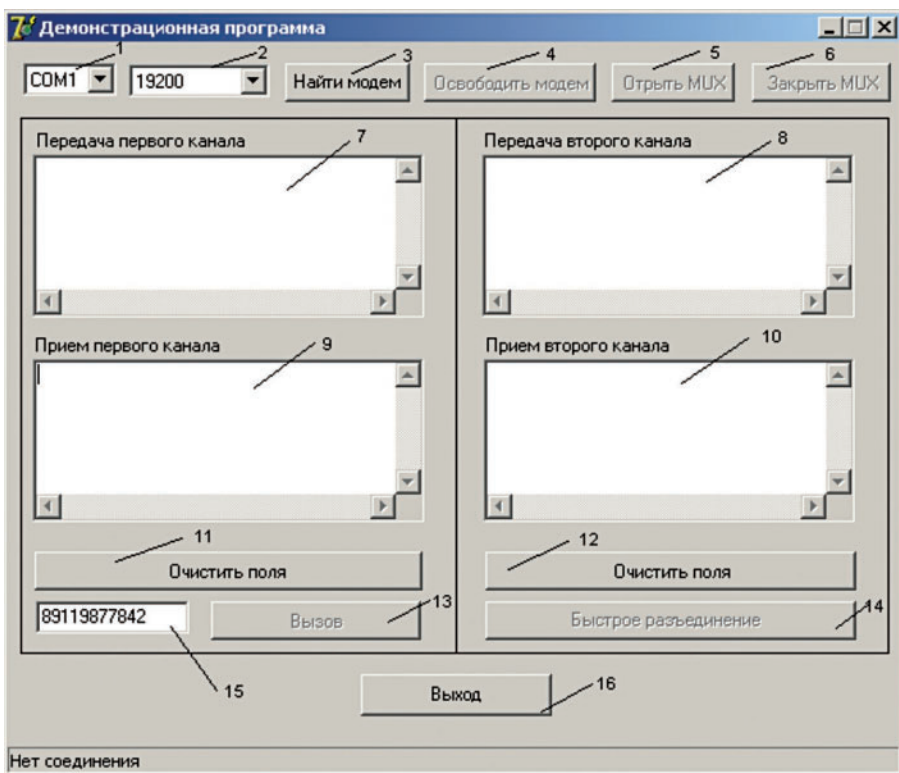 Демонстрационная программа
1 2 3 4 5 6
COM1 19200 Найти модем Освободить модем Отрыть MUX Закрыть MUX
Передача первого канала 7 Передача второго канала 8
Прием первого канала 9 Прием второго канала 10
11 12
Очистить поля Очистить поля
89119877842 Вызов 13 Быстрое разъединение 14
15 Выход 16
Нет соединения